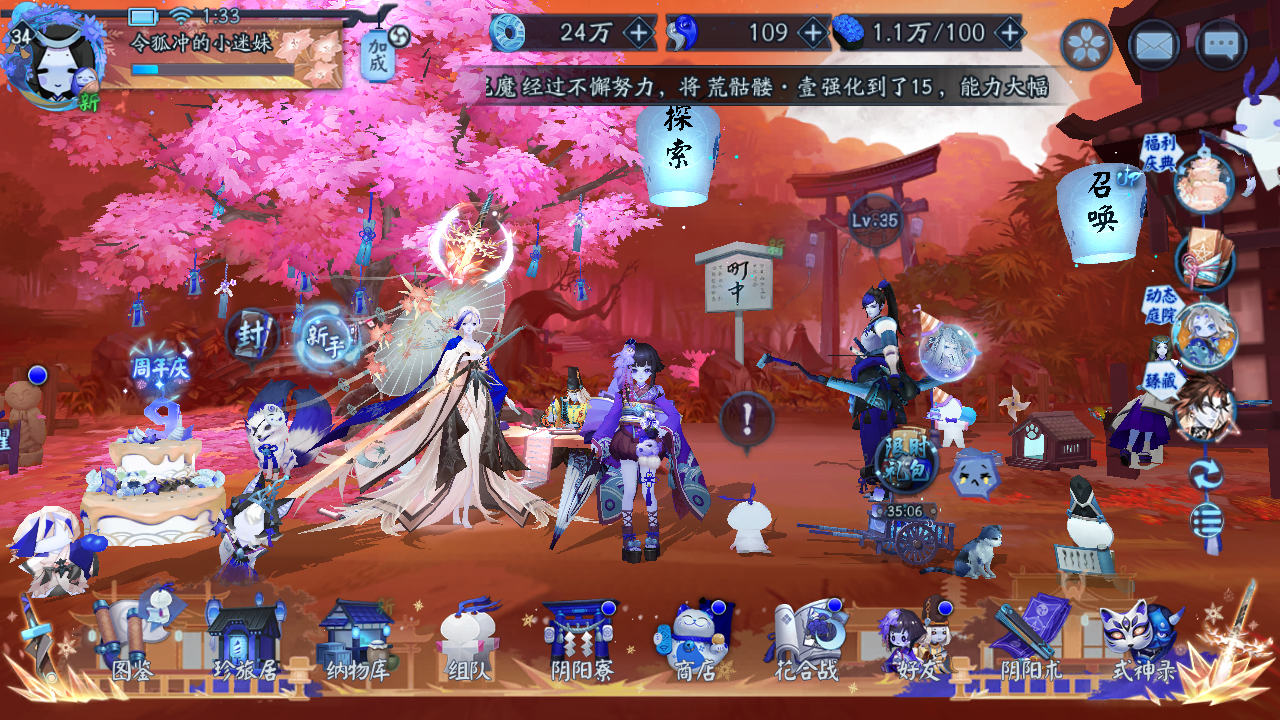 1:33
34
令狐冲的小迷妹
新
加成
24万
109
1.1万/100
魔 经过不懈努力，将 荒骷髅·壹强化到了15，能力大幅
探索
召唤
福利庆典
Lv.35
新
町中
动态庭院
臻藏
封
新手
周年庆
9
!
限时礼包
35:06
新
图鉴
珍旅居
纳物库
组队
阴阳寮
商店
花合战
好友
阴阳术
式神录